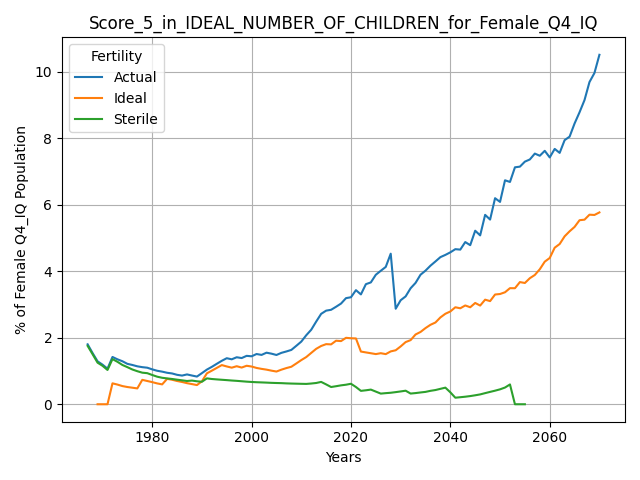 Score_5_in_IDEAL_NUMBER_OF_CHILDREN_for_Female_Q4_IQ
Fertility
Actual
Ideal
Sterile
% of Female Q4_IQ Population
10
8
6
4
2
0
1980 2000 2020 2040 2060
Years